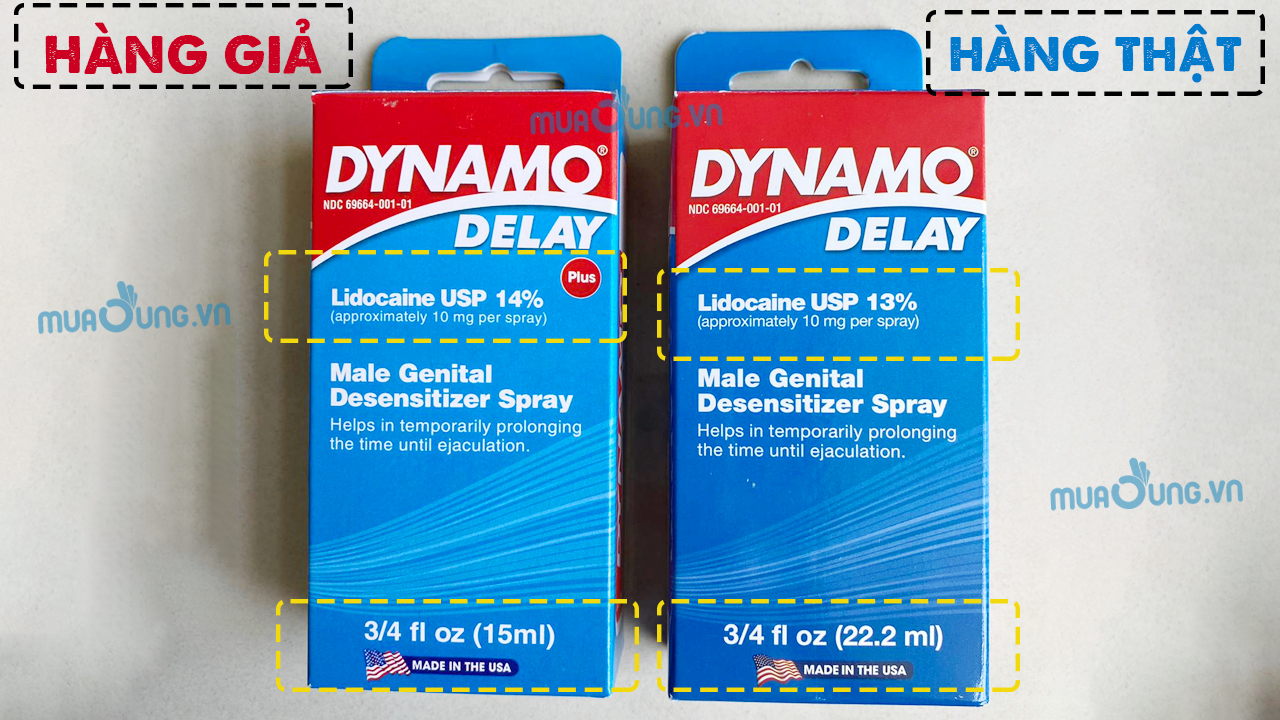 HÀNG GIẢ
HÀNG THẬT
muađúng.vn
DYNAMO®
NDC 69664-001-01
DELAY
Plus
Lidocaine USP 14%
(approximately 10 mg per spray)
Male Genital
Desensitizer Spray
Helps in temporarily prolonging
the time until ejaculation.
3/4 fl oz (15ml)
MADE IN THE USA
DYNAMO®
NDC 69664-001-01
DELAY
Lidocaine USP 13%
(approximately 10 mg per spray)
Male Genital
Desensitizer Spray
Helps in temporarily prolonging
the time until ejaculation.
3/4 fl oz (22.2 ml)
MADE IN THE USA
muađúng.vn
muađúng.vn